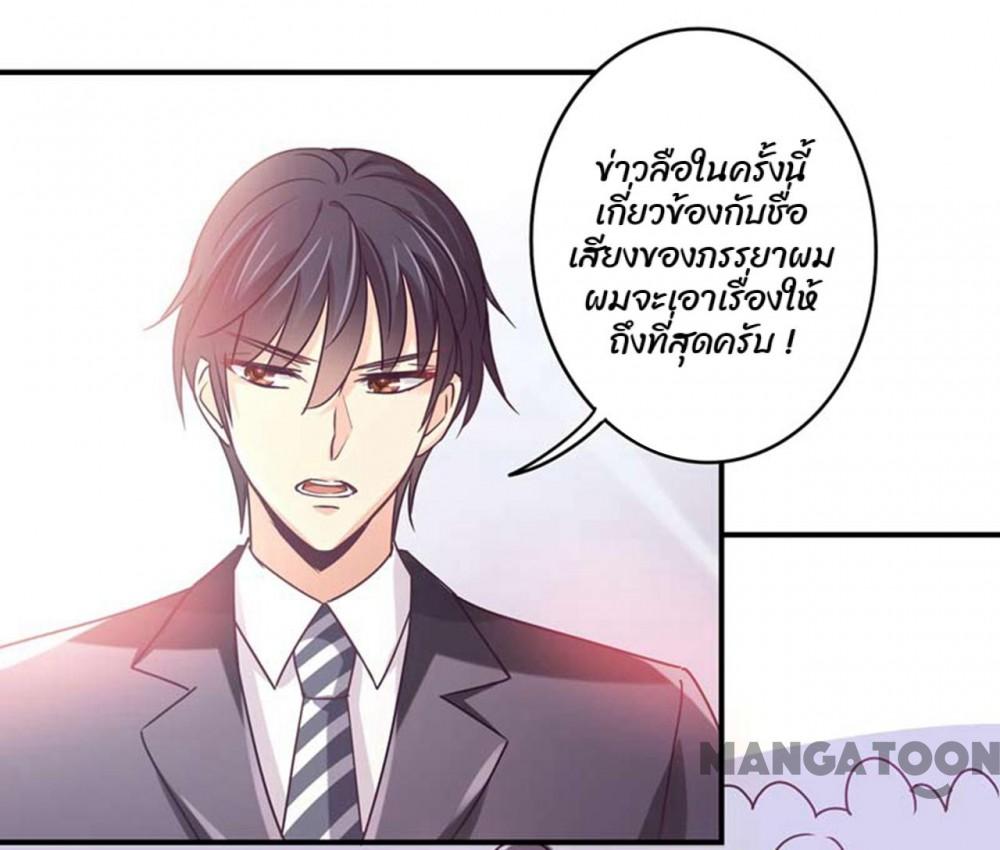 ข่าวลือในครั้งนี้
เกี่ยวข้องกับชื่อ
เสียงของภรรยาผม
ผมจะเอาเรื่องให้
ถึงที่สุดครับ !
MANGATOON